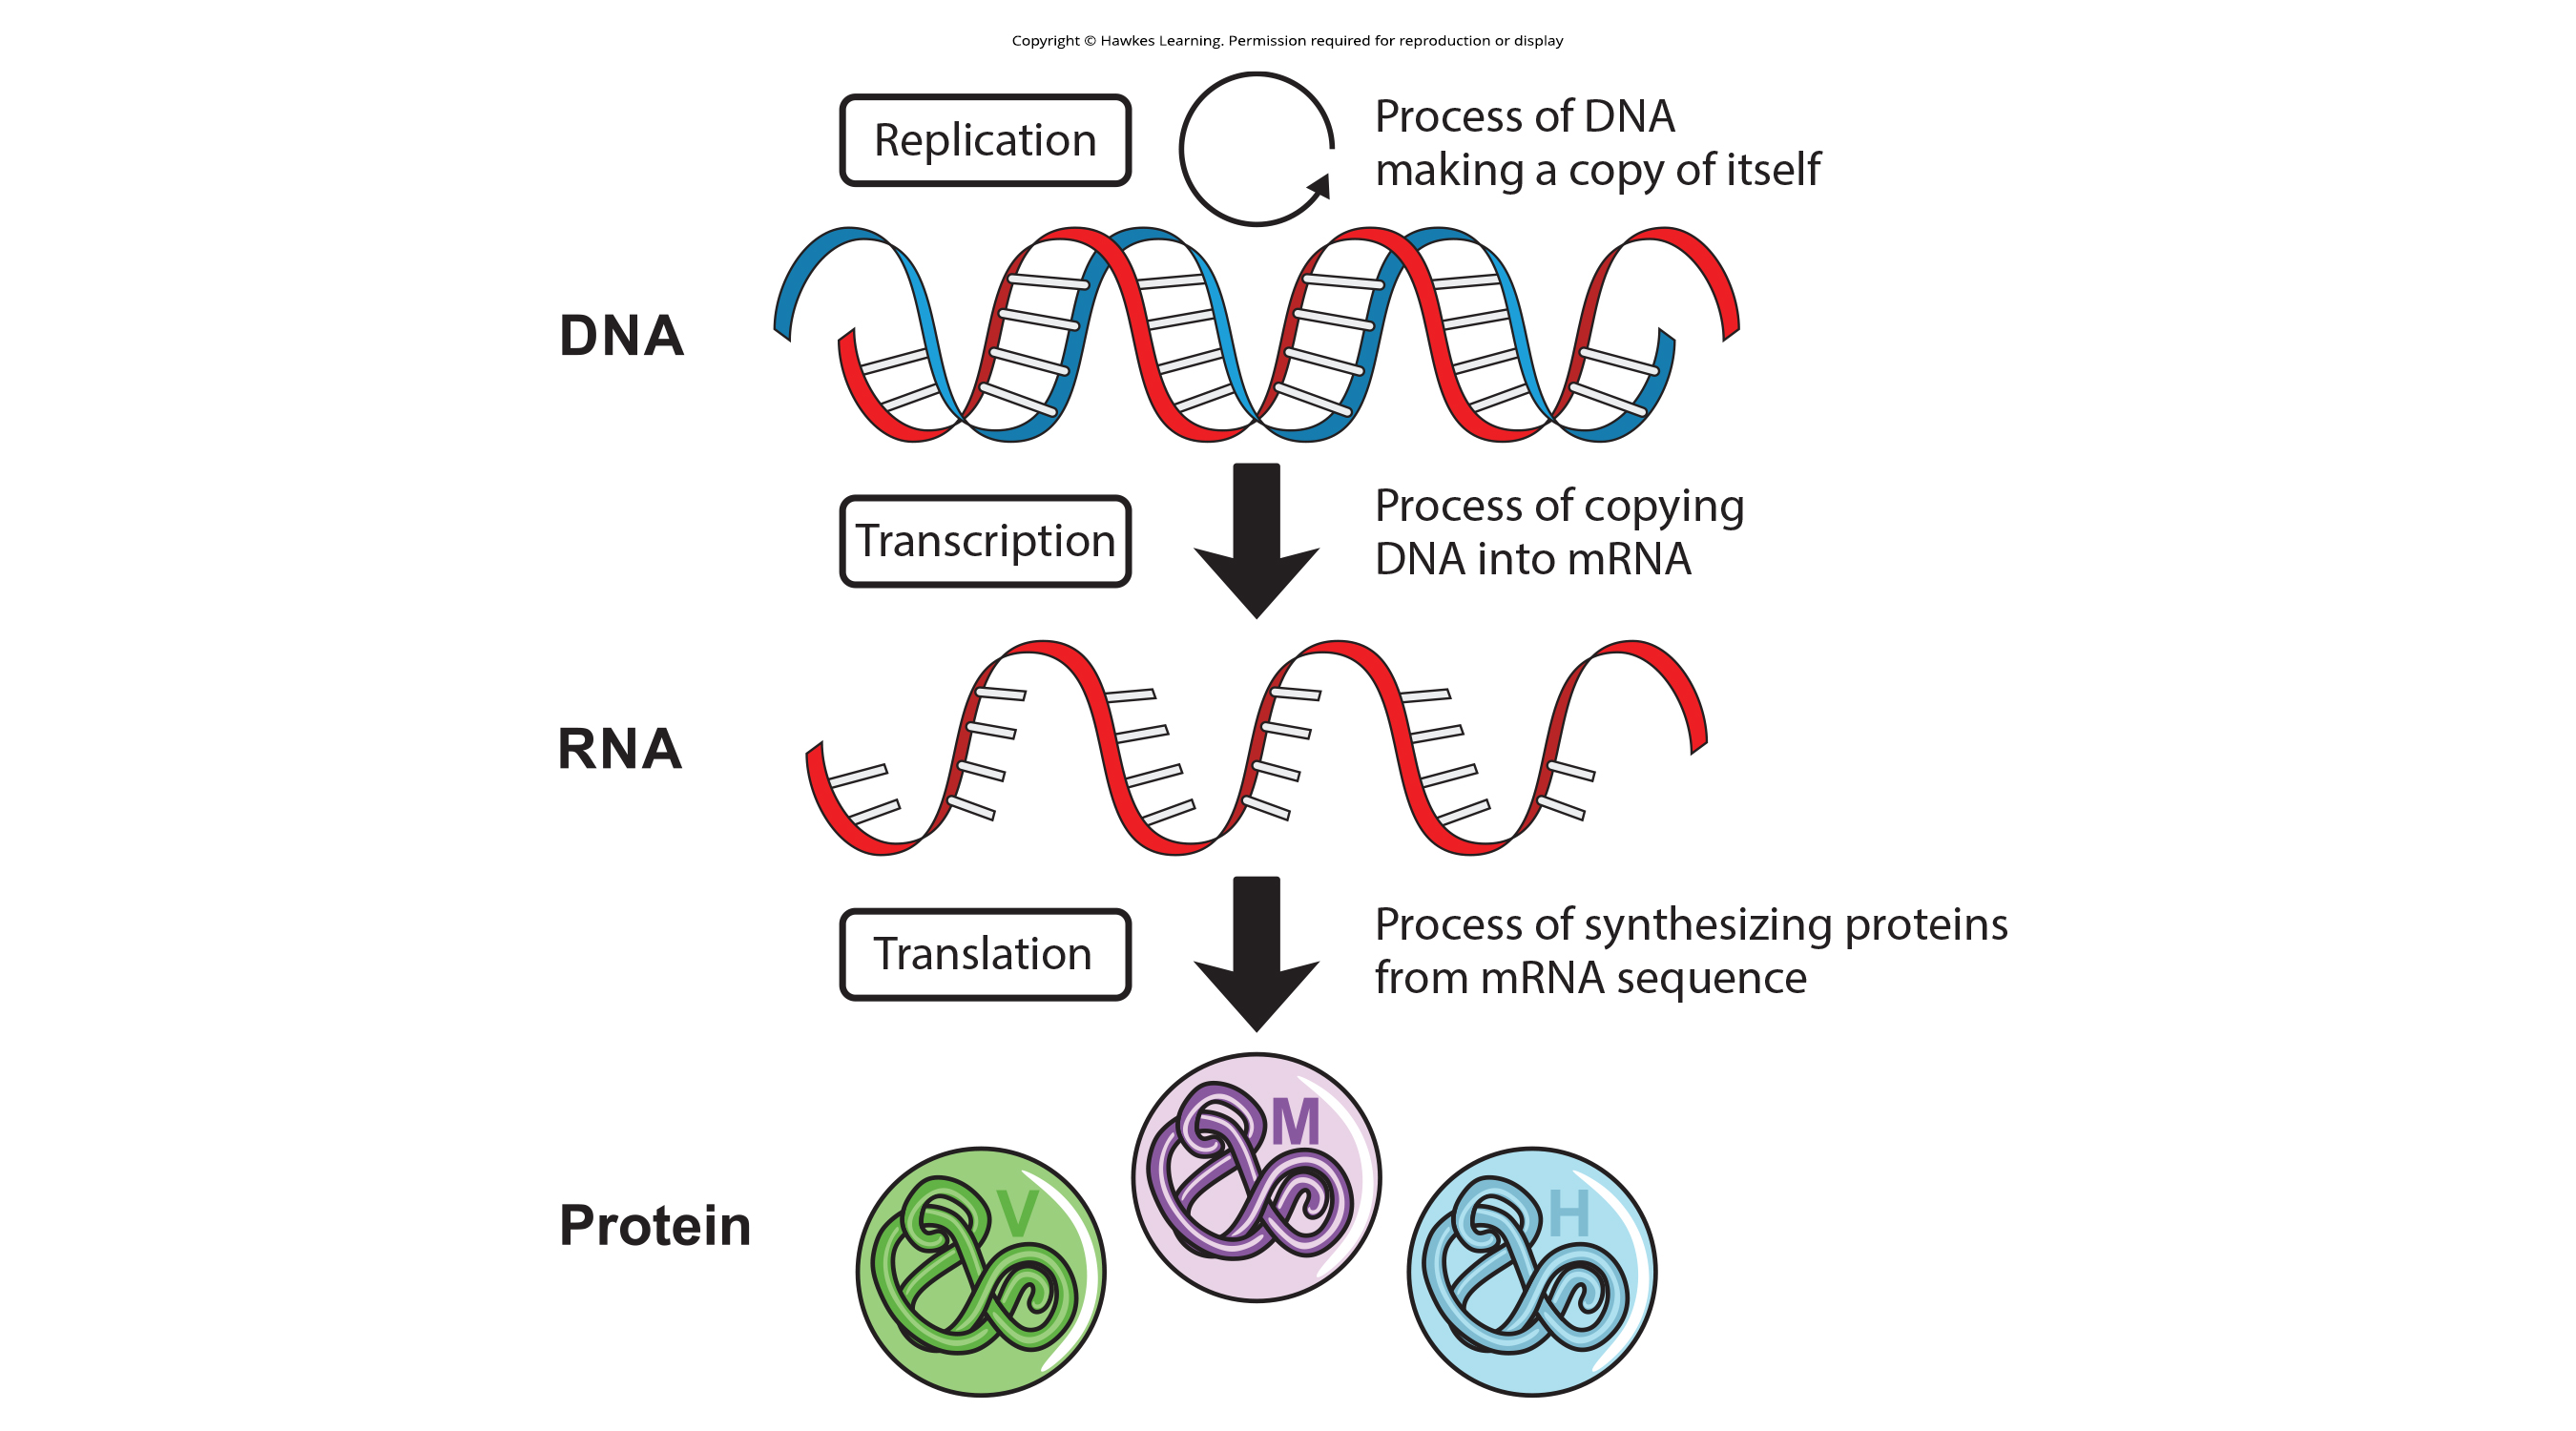 Copyright © Hawkes Learning. Permission required for reproduction or display
Replication
Process of DNA
making a copy of itself
DNA
Transcription
Process of copying
DNA into mRNA
RNA
Translation
Process of synthesizing proteins
from mRNA sequence
Protein
V
M
H